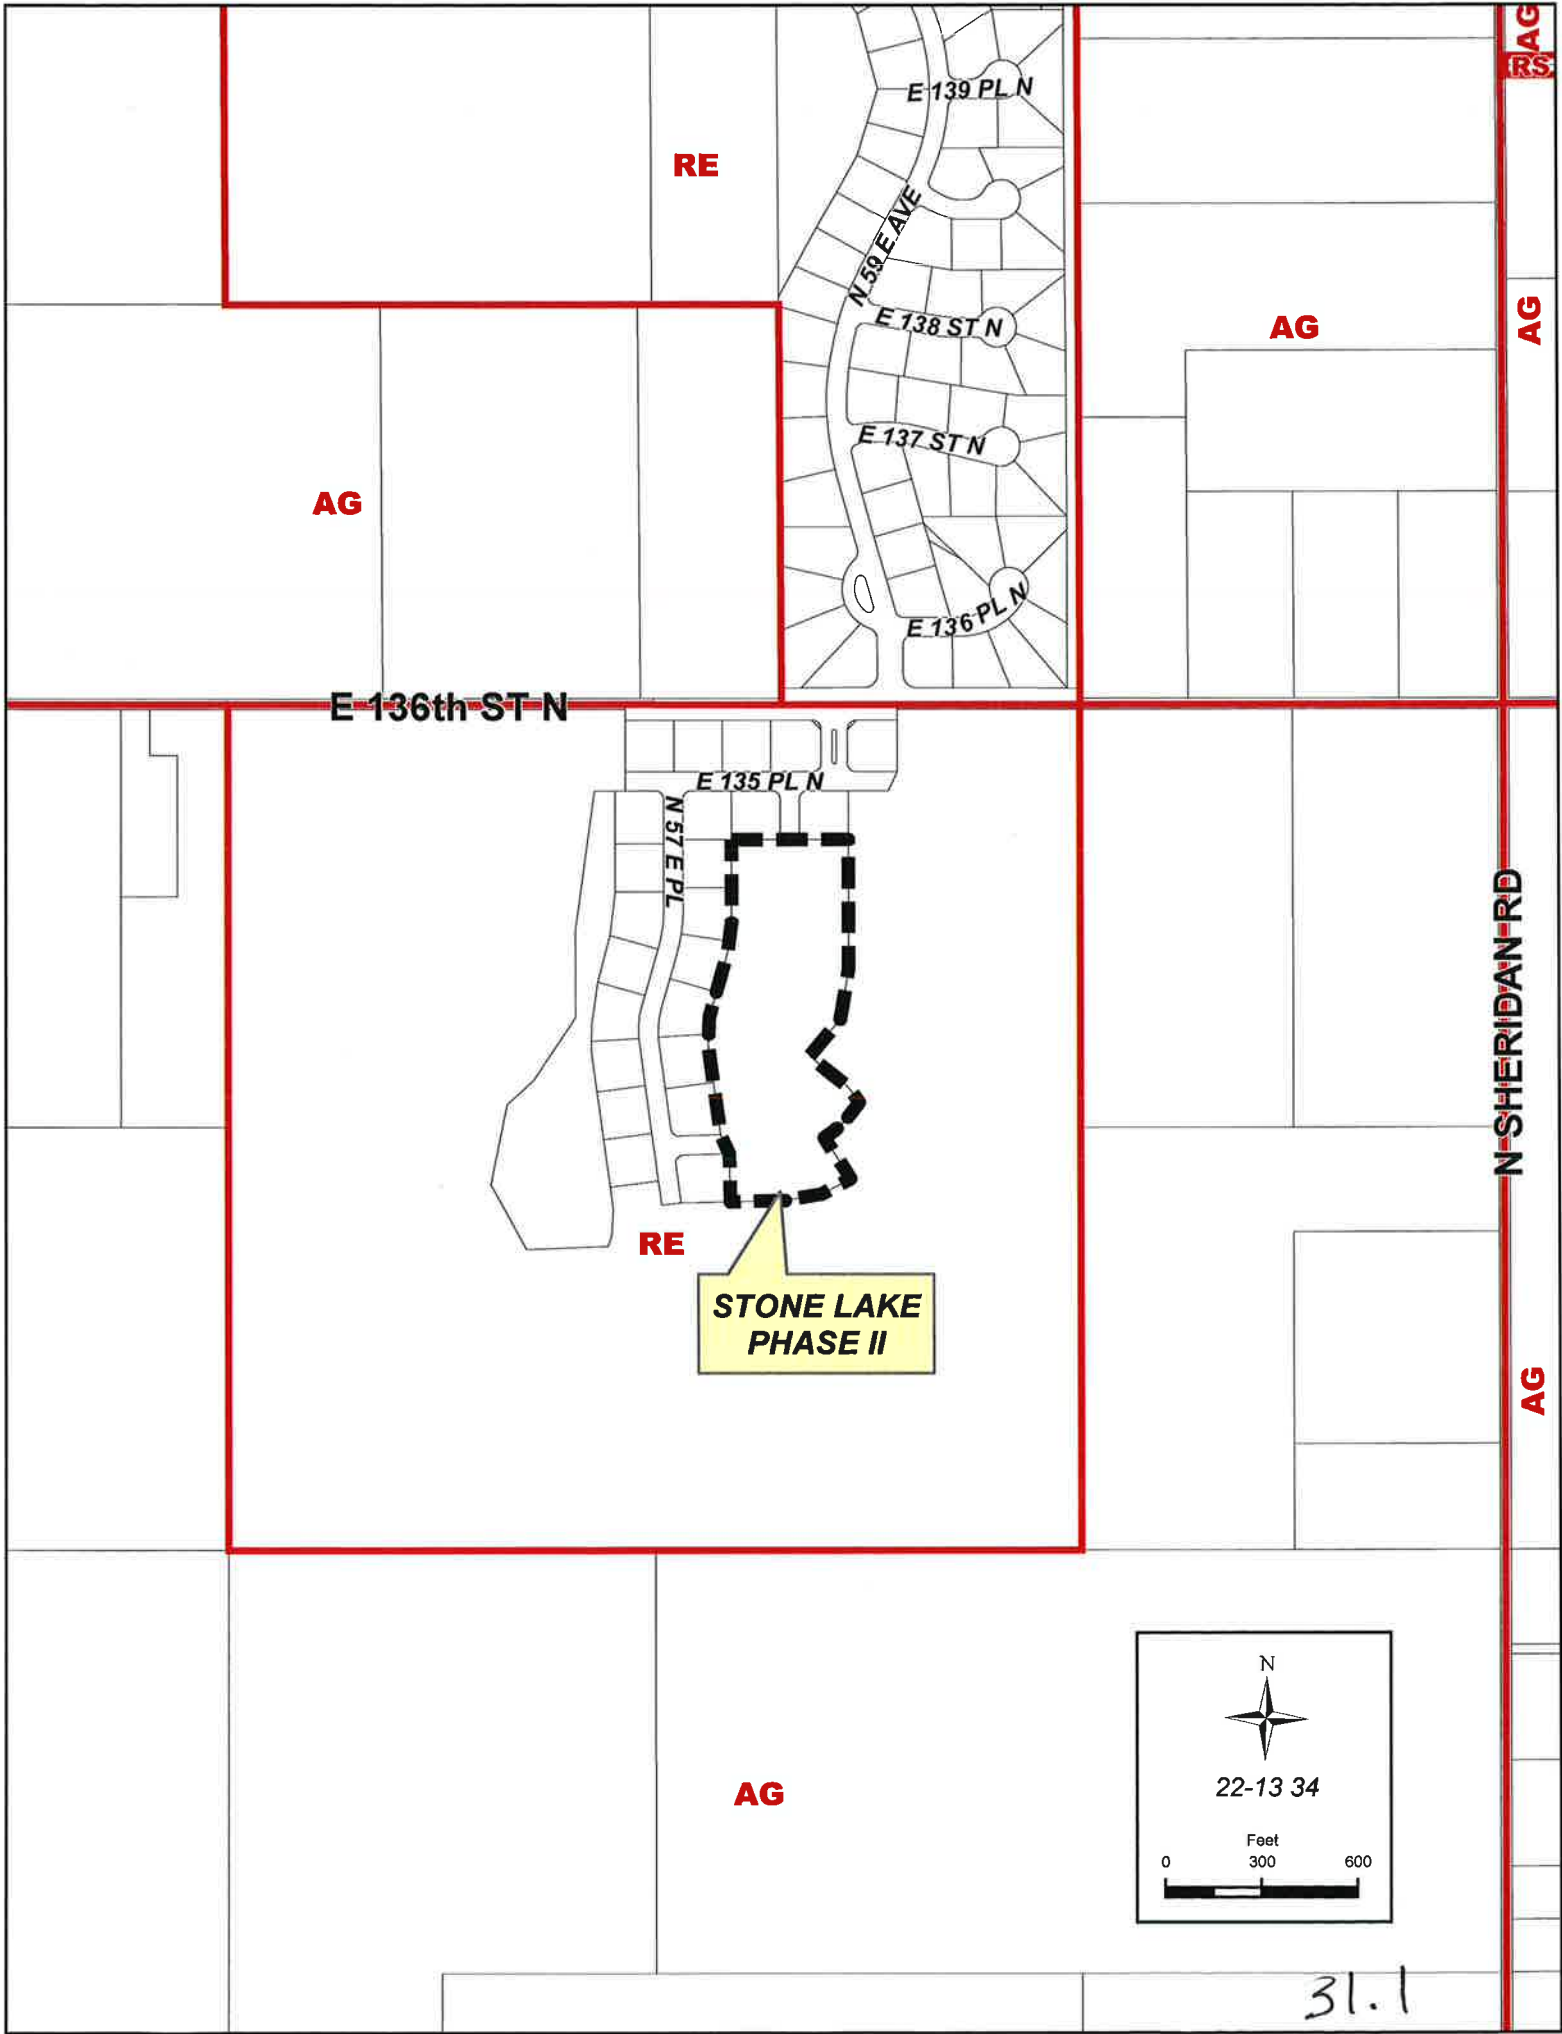 AG
RS
E 139 PL N
RE
N 59 E AVE
E 138 ST N
AG
AG
E 137 ST N
AG
E 136 PL N
E 136th ST N
E 135 PL N
N 57 E PL
N SHERIDAN RD
RE
STONE LAKE
PHASE II
AG
N
22-13 34
AG
Feet
0 300 600
31.1